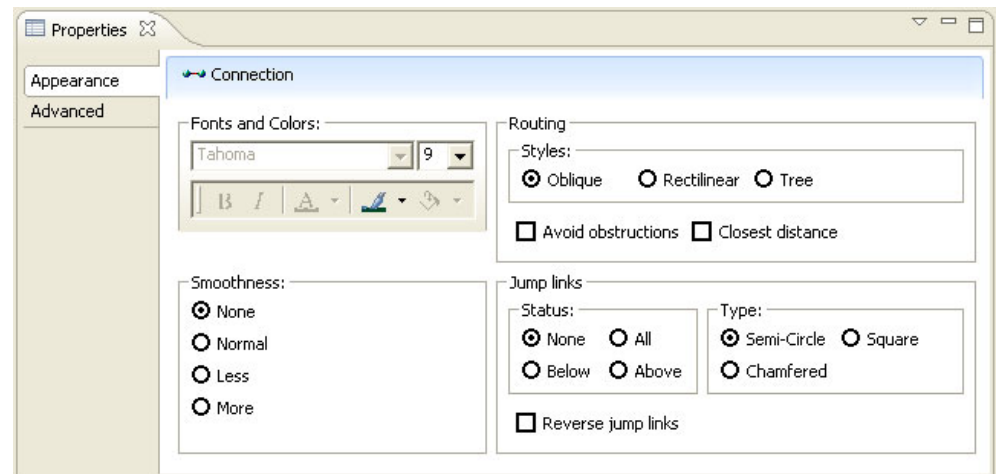 Properties
Appearance
Advanced
Connection
Fonts and Colors:
Tahoma 9
B I A
Routing
Styles:
Oblique Rectilinear Tree
Avoid obstructions Closest distance
Smoothness:
None
Normal
Less
More
Jump links
Status:
None All
Below Above
Type:
Semi-Circle Square
Chamfered
Reverse jump links